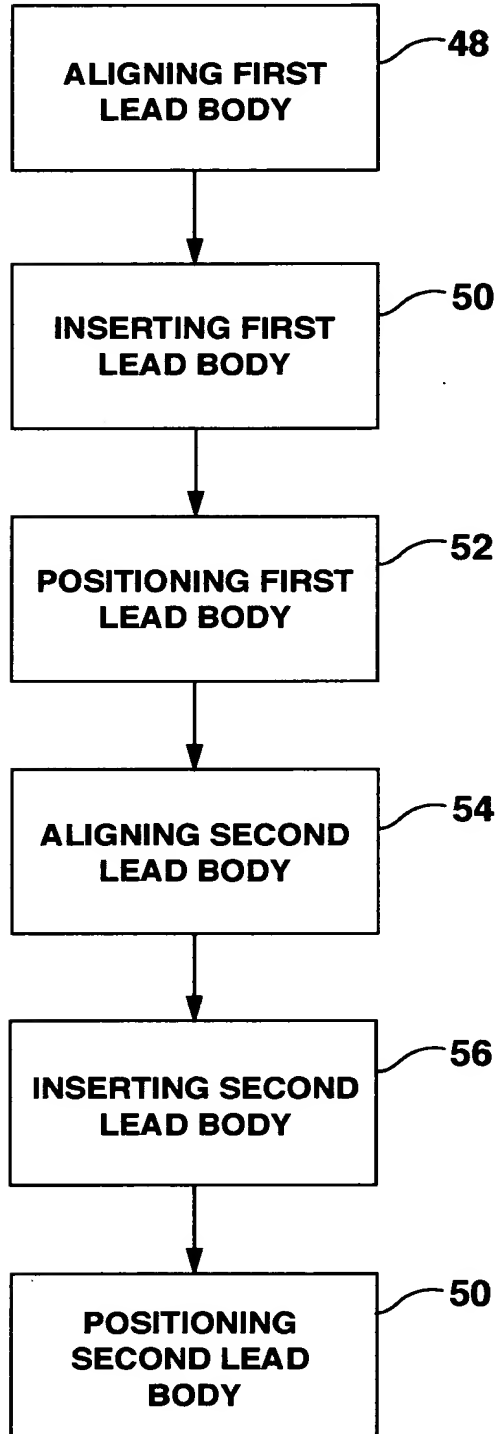 ALIGNING FIRST
LEAD BODY
48
INSERTING FIRST
LEAD BODY
50
POSITIONING FIRST
LEAD BODY
52
ALIGNING SECOND
LEAD BODY
54
INSERTING SECOND
LEAD BODY
56
POSITIONING
SECOND LEAD
BODY
50